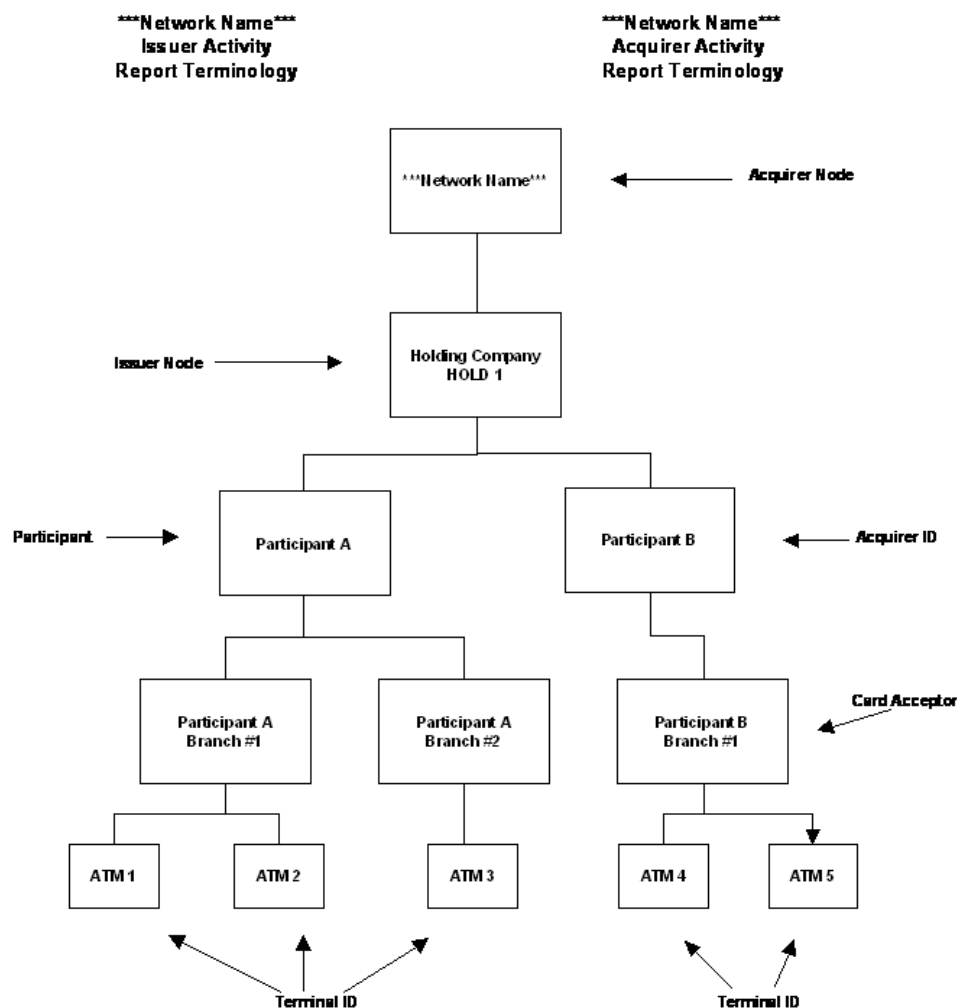 ***Network Name***
Issuer Activity
Report Terminology
***Network Name***
Acquirer Activity
Report Terminology
***Network Name***
Acquirer Node
Issuer Node
Holding Company
HOLD 1
Participant
Participant A
Participant B
Acquirer ID
Participant A
Branch #1
Participant A
Branch #2
Participant B
Branch #1
Card Acceptor
ATM 1
ATM 2
ATM 3
ATM 4
ATM 5
Terminal ID
Terminal ID